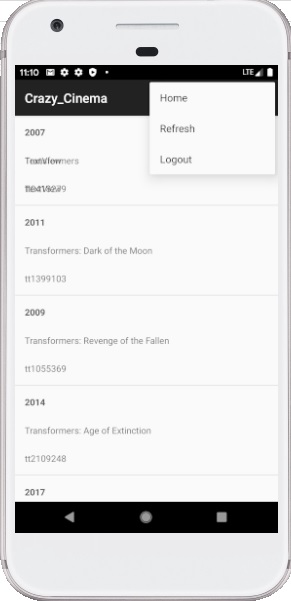 11:10
LTE
Crazy_Cinema
Home
Refresh
Logout
2007
Transformers
2011
Transformers: Dark of the Moon
tt1399103
2009
Transformers: Revenge of the Fallen
tt1055369
2014
Transformers: Age of Extinction
tt2109248
2017